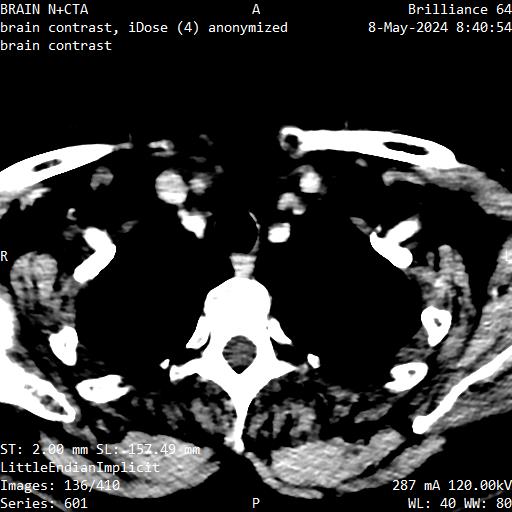 BRAIN N+CTA
A
Brilliance 64
brain contrast, iDose (4) anonymized
8-May-2024 8:40:54
brain contrast
R
ST: 2.00 mm SL:-157.49 mm
LittleEndianImplicit
Images: 136/410
287 mA 120.00kV
Series: 601
P
WL: 40 WW: 80